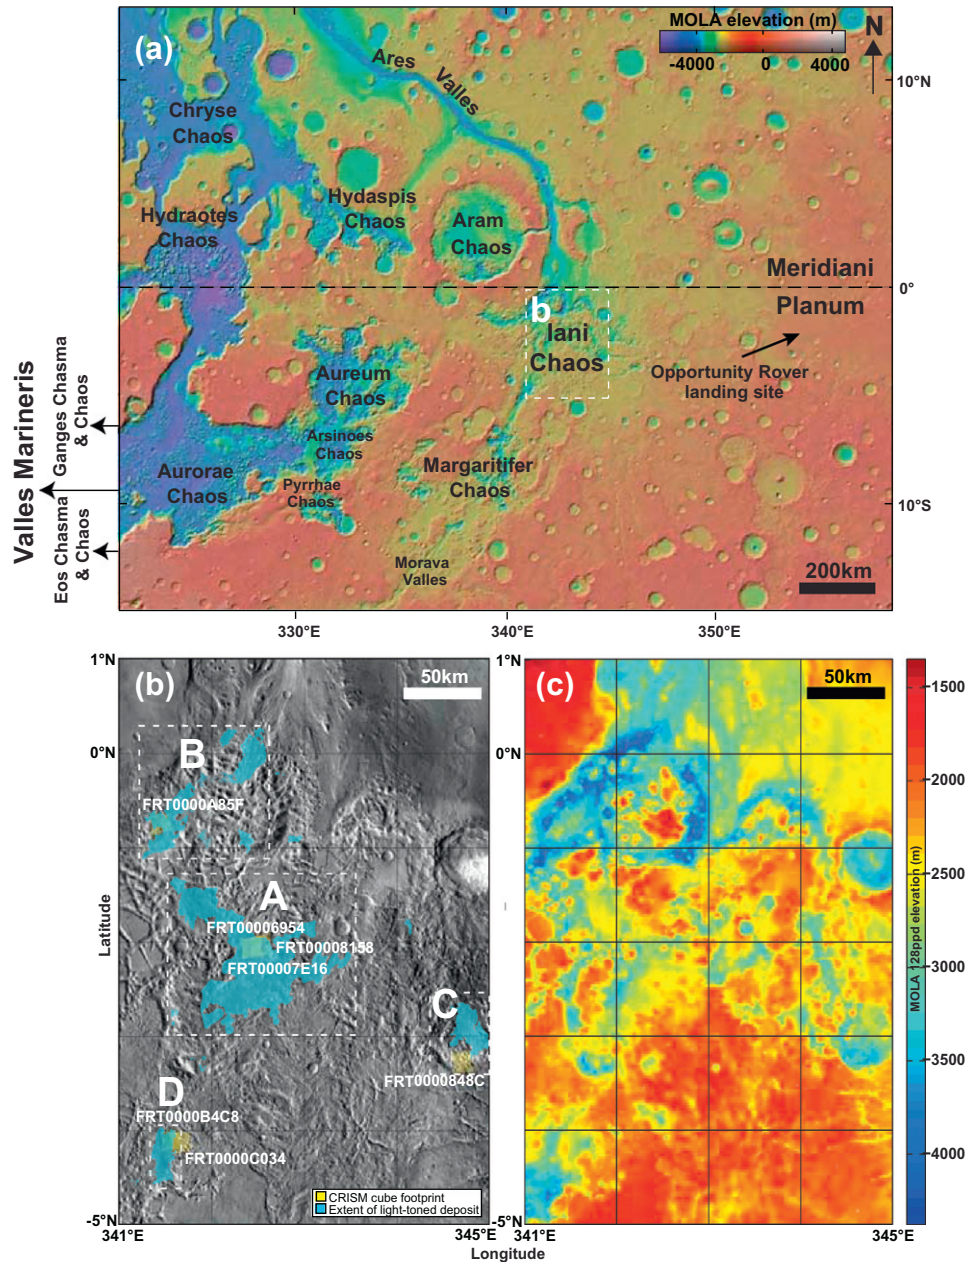 (a)
MOLA elevation (m)
-4000 0 4000
N
Ares
Valles
10°N
Chryse
Chaos
Hydaspis
Chaos
Hydraotes
Chaos
Aram
Chaos
Meridiani
Planum
0°
b
Iani
Chaos
Opportunity Rover
landing site
Aureum
Chaos
Arsinoes
Chaos
Aurorae
Chaos
Pyrrhae
Chaos
Margaritifer
Chaos
10°S
Morava
Valles
200km
Valles Marineris
Ganges Chasma
& Chaos
Eos Chasma
& Chaos
330°E 340°E 350°E
1°N
(b)
50km
B
0°N
FRT0000A85F
A
FRT00006954
FRT00008158
FRT00007E16
C
FRT0000848C
D
FRT0000B4C8
FRT0000C034
CRISM cube footprint
Extent of light-toned deposit
Latitude
-5°N
341°E 345°E
Longitude
1°N
(c)
50km
0°N
-5°N
341°E 345°E
-1500
-2000
-2500
-3000
-3500
-4000
MOLA 128ppd elevation (m)